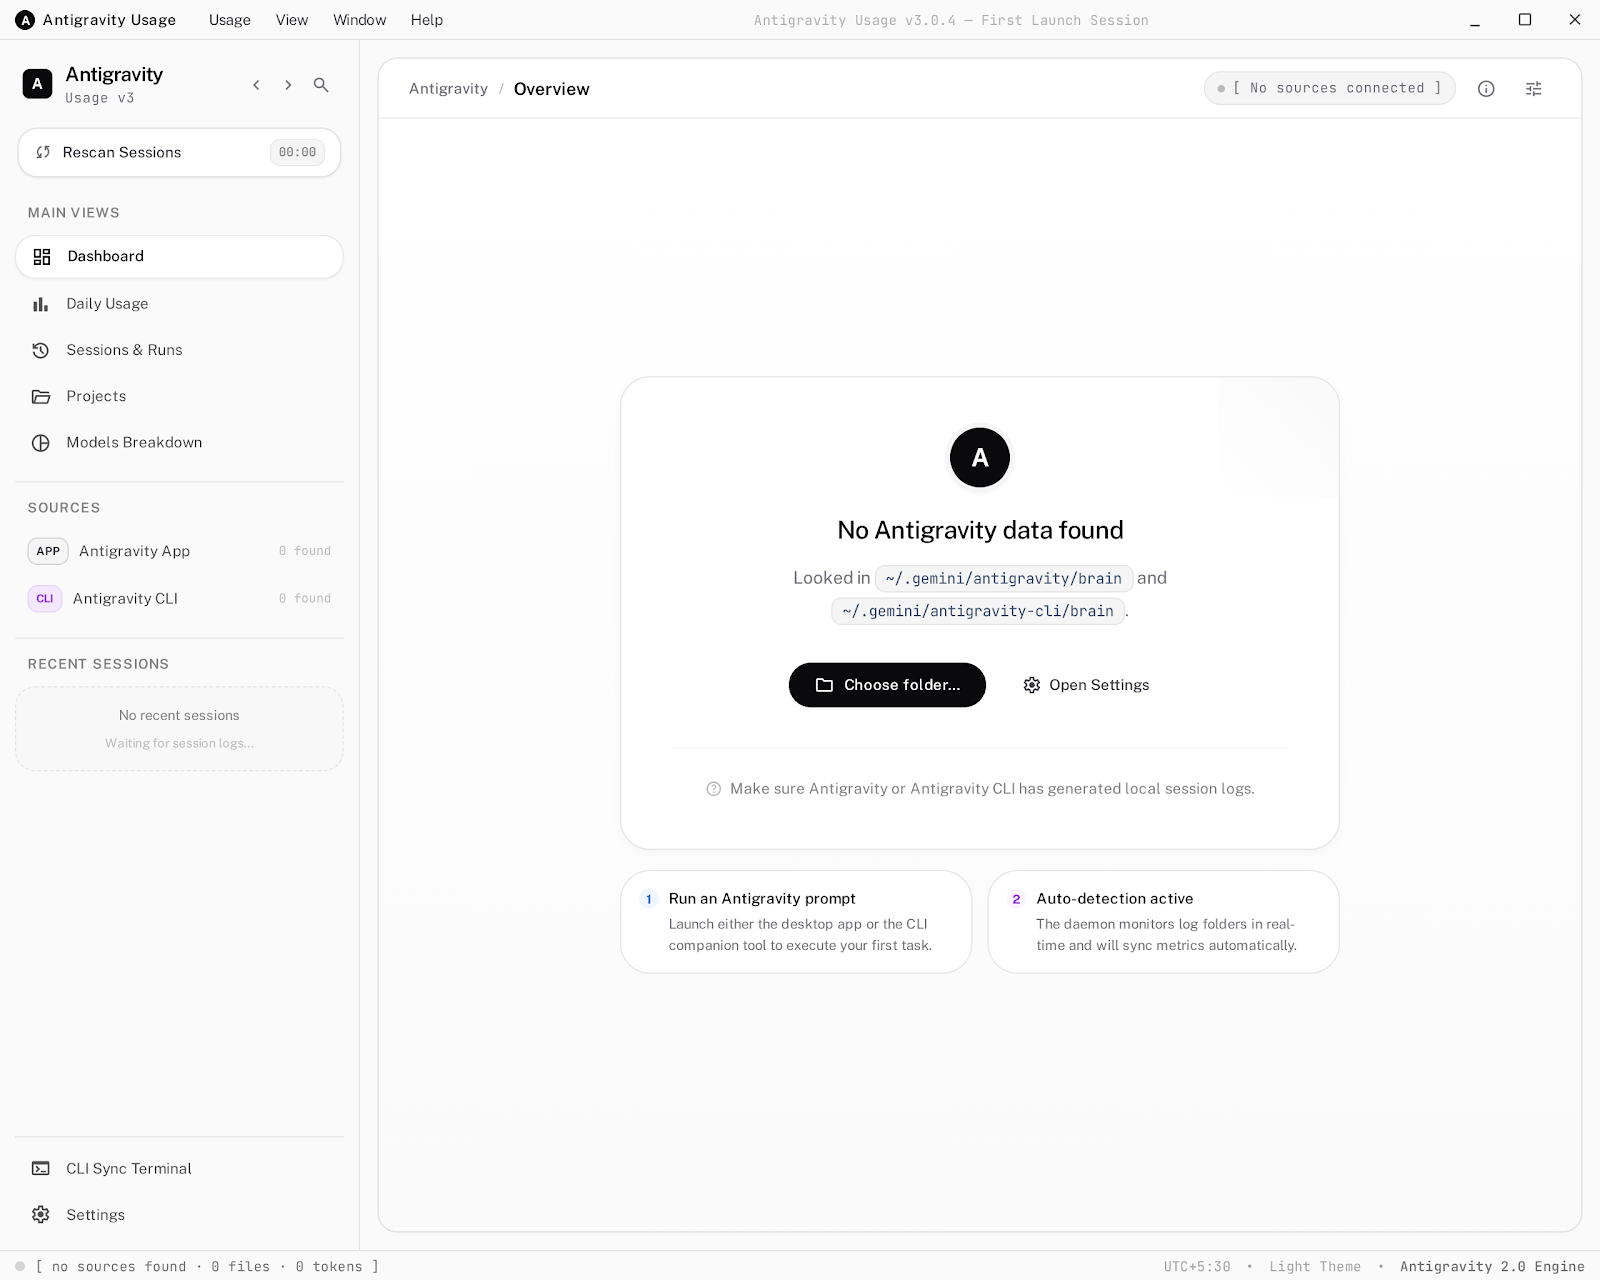 A Antigravity Usage Usage View Window Help Antigravity Usage v3.0.4 — First Launch Session
A Antigravity
Usage v3
Rescan Sessions 00:00
MAIN VIEWS
Dashboard
Daily Usage
Sessions & Runs
Projects
Models Breakdown
SOURCES
APP Antigravity App 0 found
CLI Antigravity CLI 0 found
RECENT SESSIONS
No recent sessions
Waiting for session logs...
CLI Sync Terminal
Settings
Antigravity / Overview [ No sources connected ]
A
No Antigravity data found
Looked in ~/.gemini/antigravity/brain and
~/.gemini/antigravity-cli/brain.
Choose folder... Open Settings
Make sure Antigravity or Antigravity CLI has generated local session logs.
1 Run an Antigravity prompt
Launch either the desktop app or the CLI
companion tool to execute your first task.
2 Auto-detection active
The daemon monitors log folders in real-
time and will sync metrics automatically.
[ no sources found · 0 files · 0 tokens ] UTC+5:30 • Light Theme • Antigravity 2.0 Engine